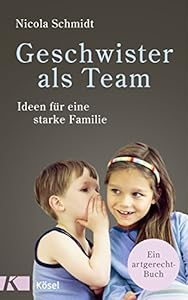 Nicola Schmidt
Geschwister
als Team
Ideen für eine
starke Familie
Ein
artgerecht-
Buch
K
Kösel